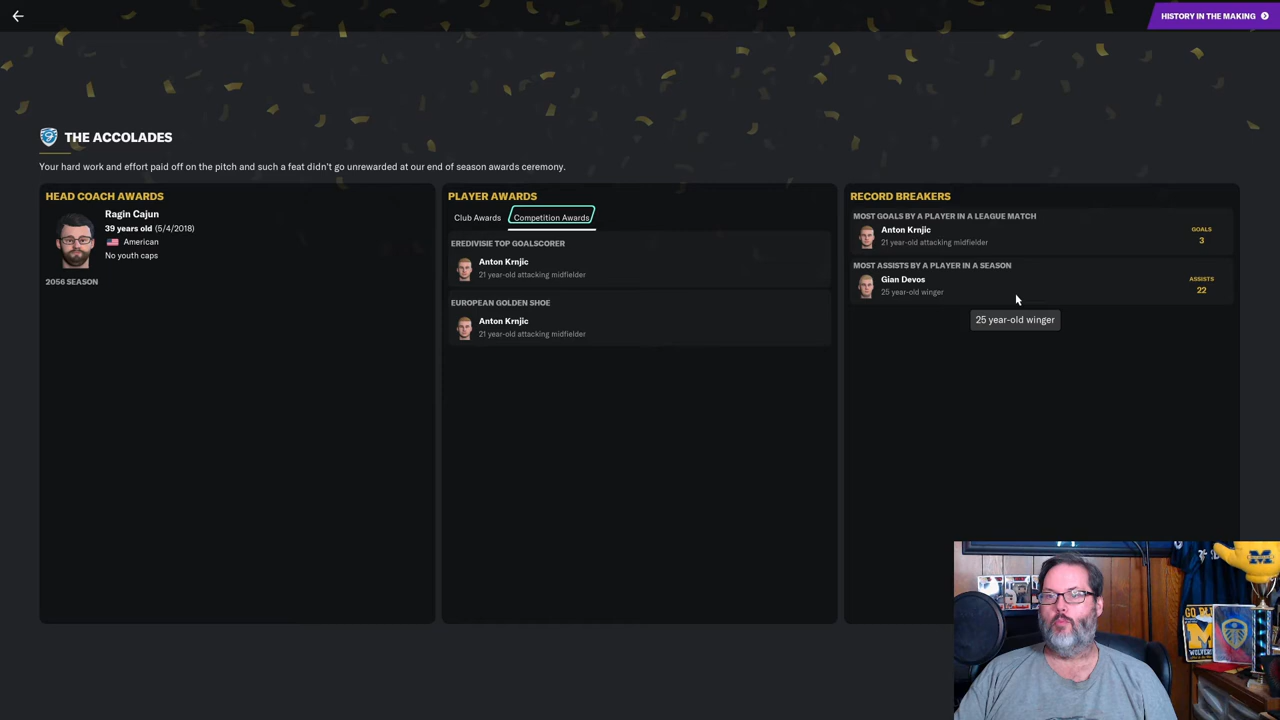 HISTORY IN THE MAKING
THE ACCOLADES
Your hard work and effort paid off on the pitch and such a feat didn't go unrewarded at our end of season awards ceremony.
HEAD COACH AWARDS
Ragin Cajun
39 years old (5/4/2018)
American
No youth caps
2056 SEASON
PLAYER AWARDS
Club Awards
Competition Awards
EREDIVISIE TOP GOALSCORER
Anton Krnjic
21 year-old attacking midfielder
EUROPEAN GOLDEN SHOE
Anton Krnjic
21 year-old attacking midfielder
RECORD BREAKERS
MOST GOALS BY A PLAYER IN A LEAGUE MATCH
Anton Krnjic
21 year-old attacking midfielder
GOALS
3
MOST ASSISTS BY A PLAYER IN A SEASON
Gian Devos
25 year-old winger
ASSISTS
22
25 year-old winger
M
M